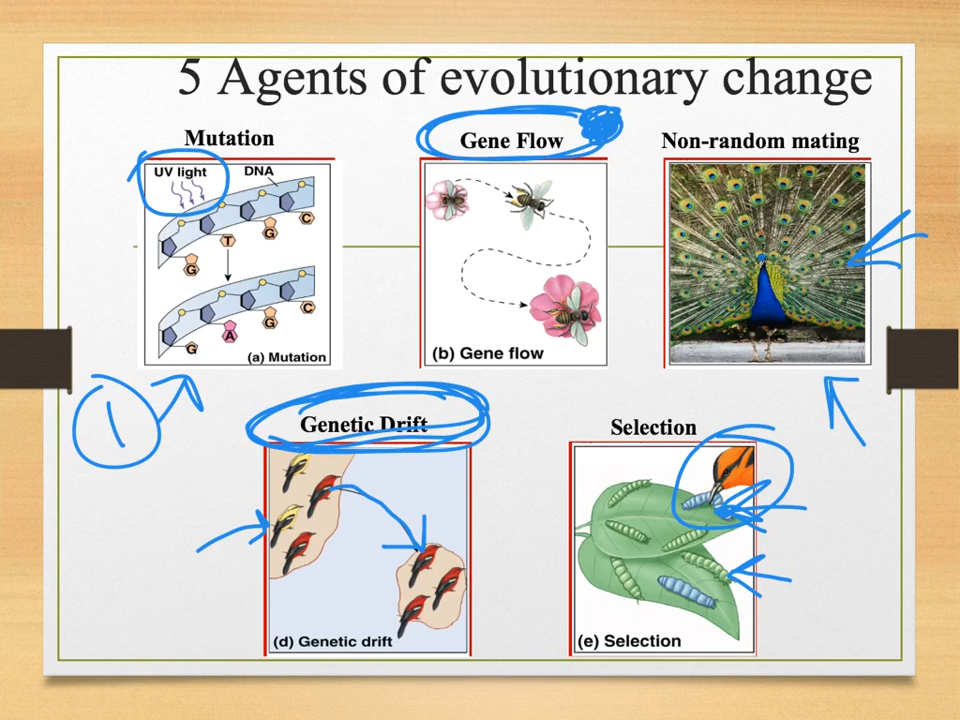 5 Agents of evolutionary change
Mutation
Gene Flow
Non-random mating
UV light
DNA
C
G
T
G
C
G
A
G
(a) Mutation
(b) Gene flow
1
Genetic Drift
Selection
(d) Genetic drift
(e) Selection